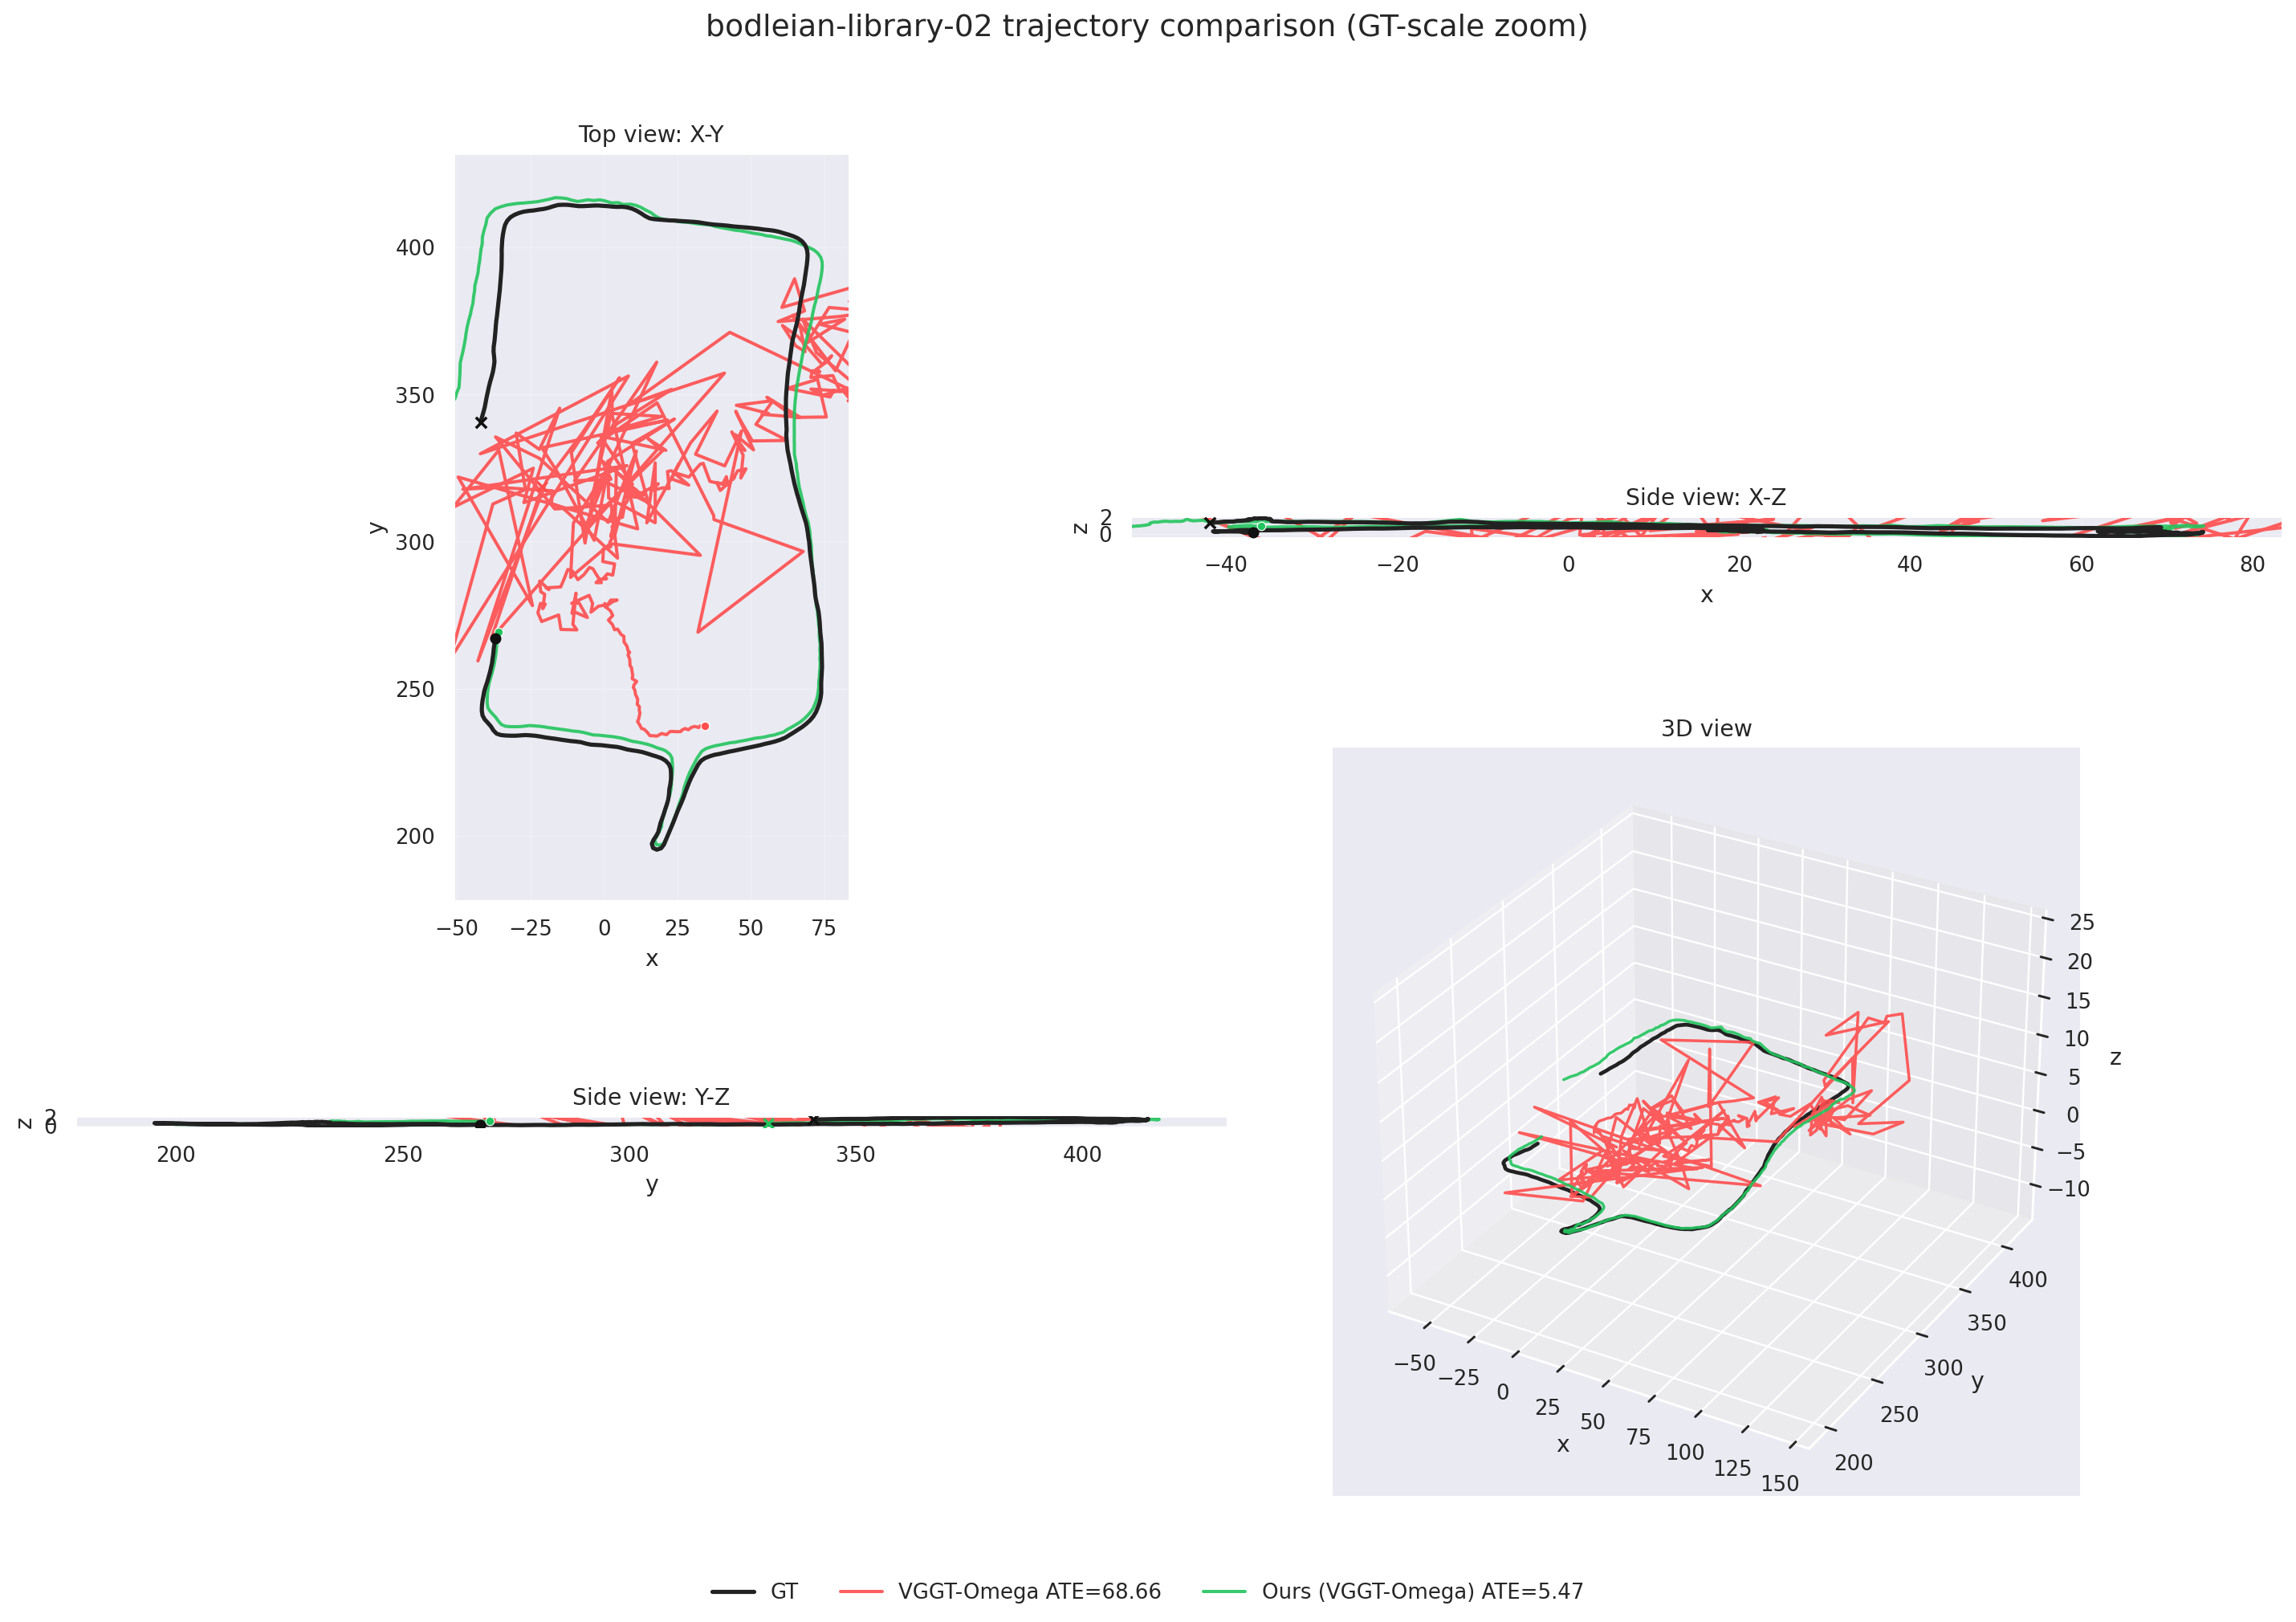 bodleian-library-02 trajectory comparison (GT-scale zoom)
Top view: X-Y
400
350
300
250
200
y
−50 −25 0 25 50 75
x
Side view: X-Z
2
0
z
−40 −20 0 20 40 60 80
x
Side view: Y-Z
2
0
z
200 250 300 350 400
y
3D view
25
20
15
10
5
0
−5
−10
z
400
350
300
250
200
y
−50
−25
0
25
50
75
100
125
150
x
GT VGGT-Omega ATE=68.66 Ours (VGGT-Omega) ATE=5.47